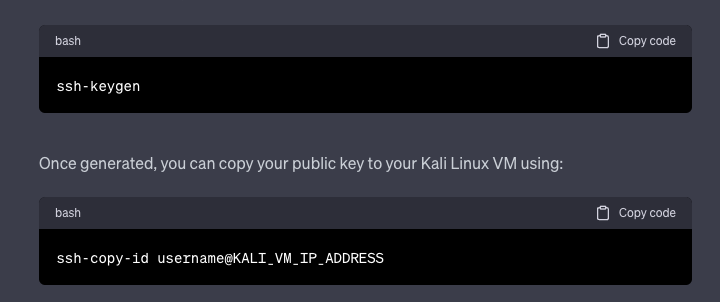 bash
Copy code
ssh-keygen
Once generated, you can copy your public key to your Kali Linux VM using:
bash
Copy code
ssh-copy-id username@KALI_VM_IP_ADDRESS